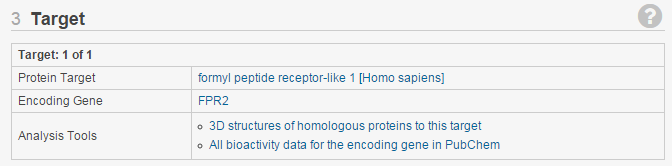 3 Target
?
Target: 1 of 1
Protein Target formyl peptide receptor-like 1 [Homo sapiens]
Encoding Gene FPR2
Analysis Tools
3D structures of homologous proteins to this target
All bioactivity data for the encoding gene in PubChem